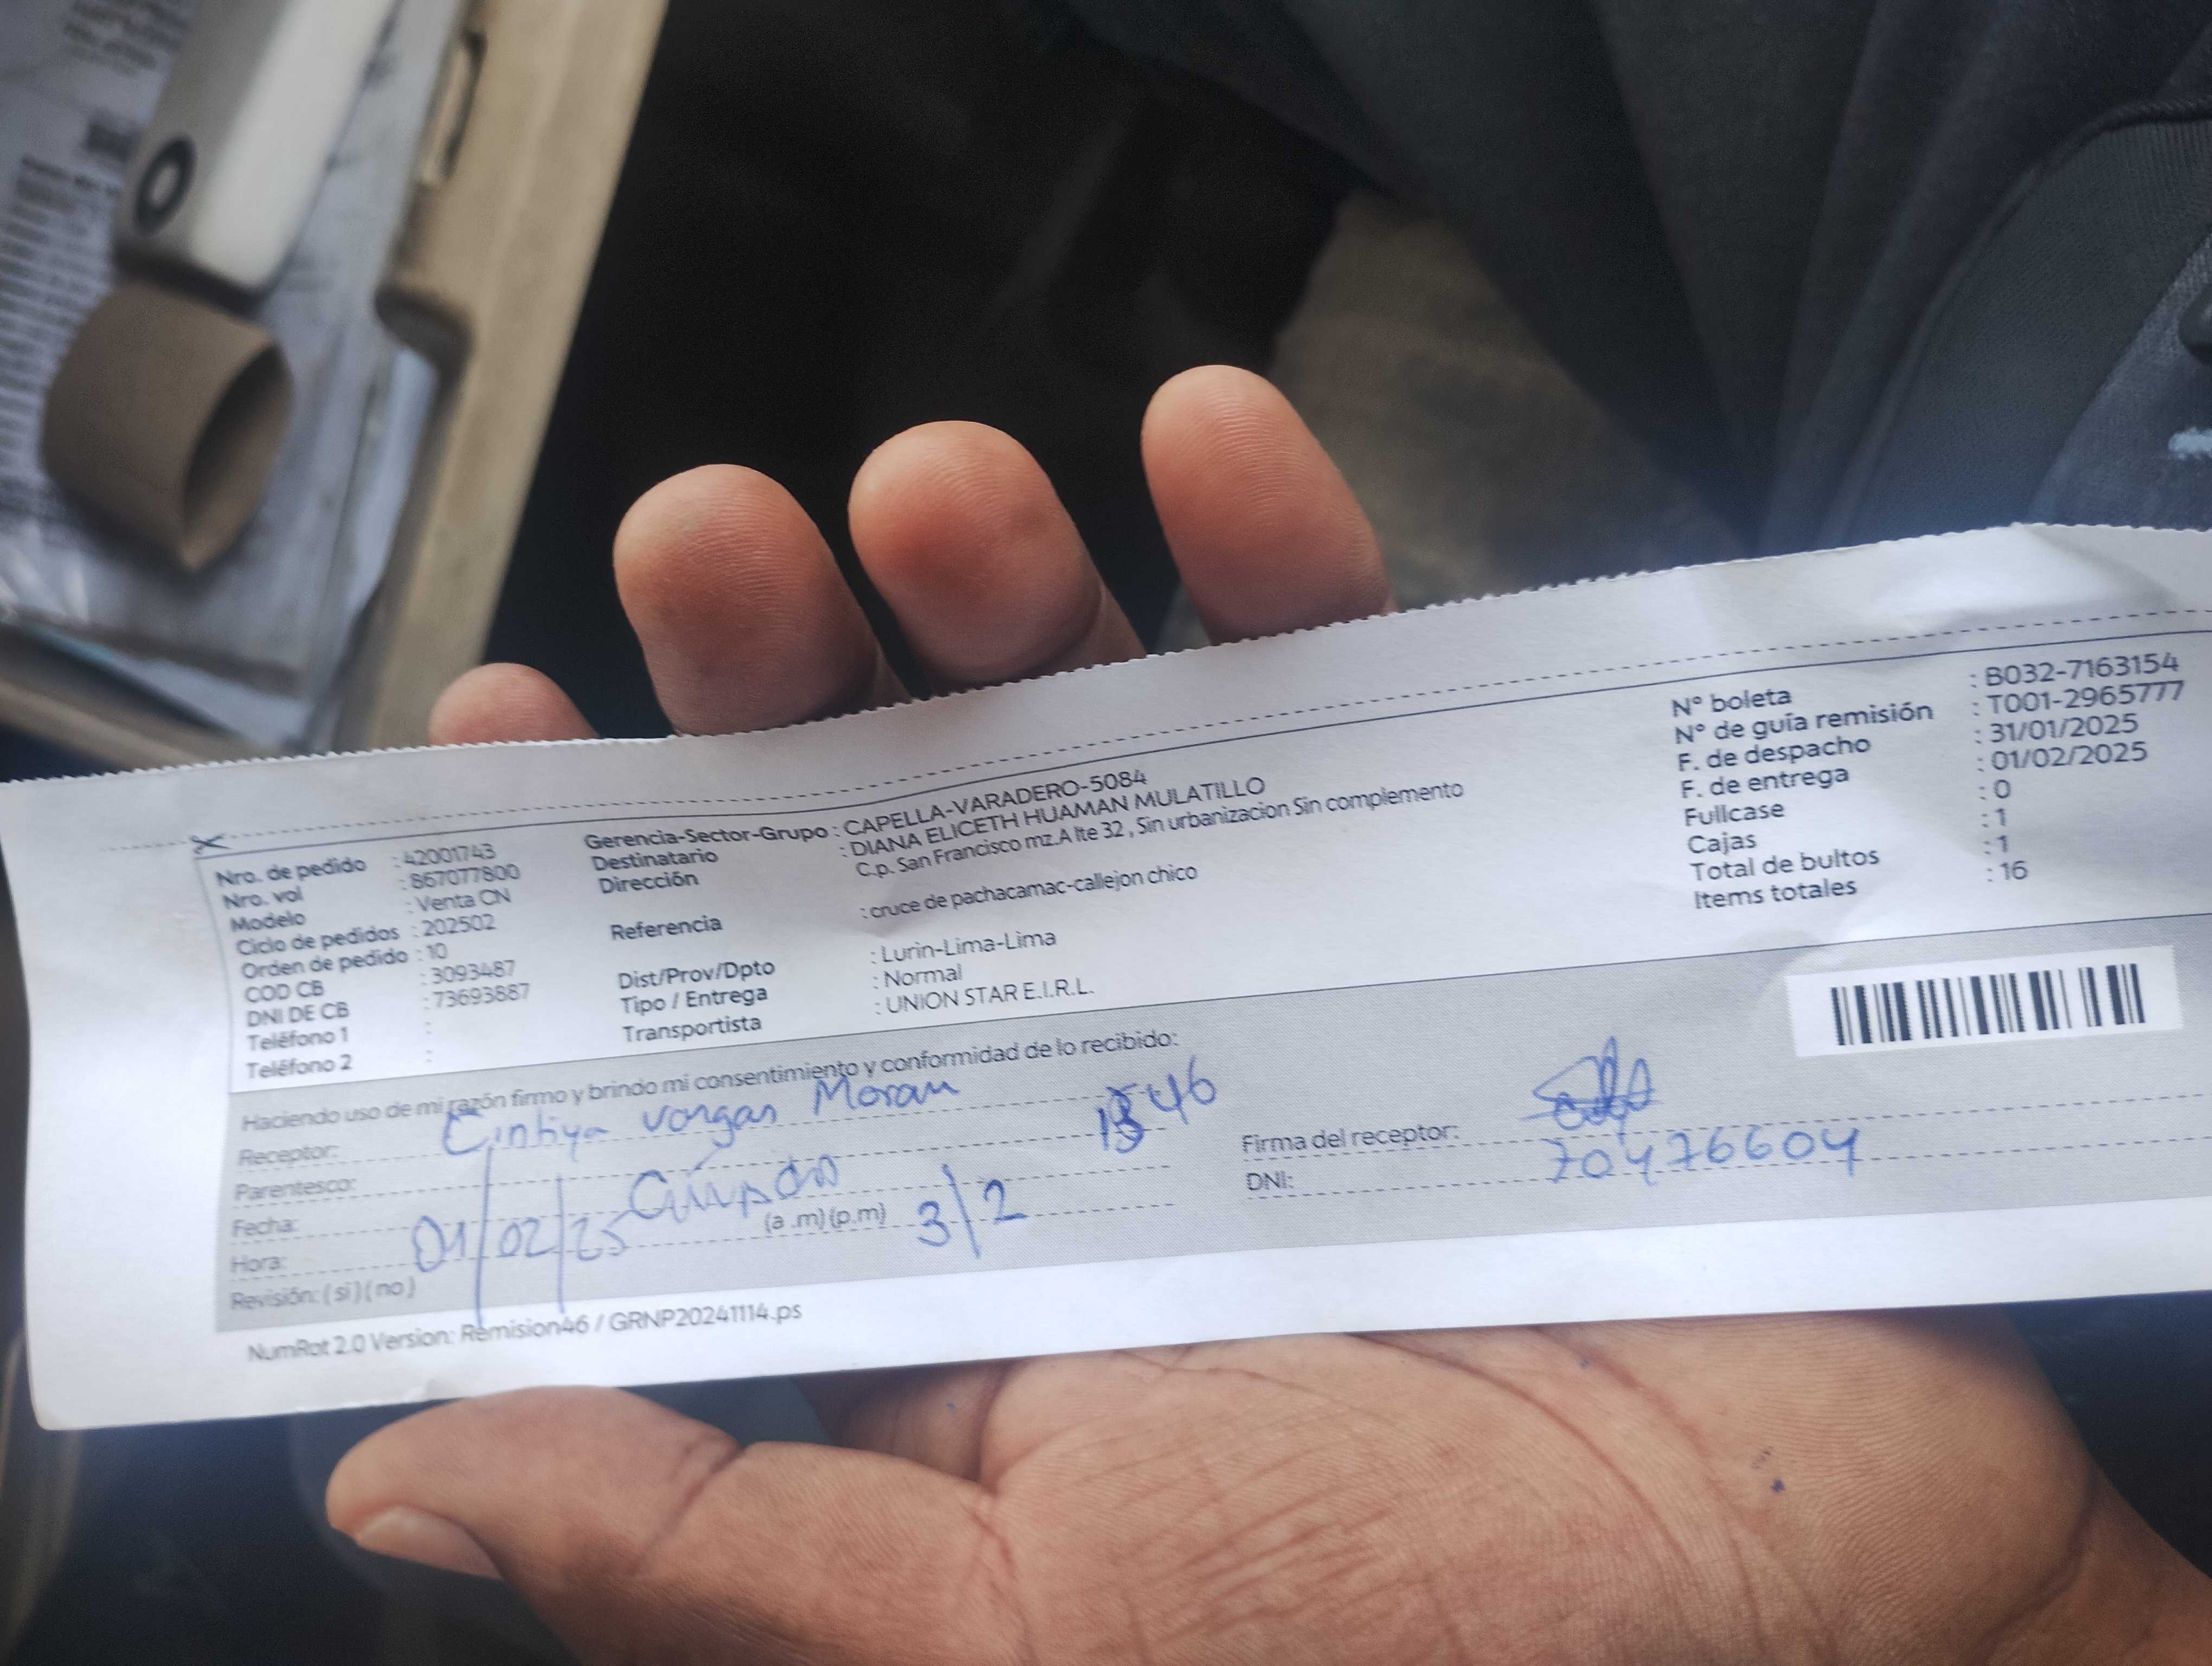 Nro. de pedido : 42001743
Nro. vol : 867077800
Modelo : Venta CN
Ciclo de pedidos : 202502
Orden de pedido : 10
COD CB : 3093487
DNI DE CB : 73693887
Teléfono 1 :
Teléfono 2 :
Gerencia-Sector-Grupo : CAPELLA-VARADERO-5084
Destinatario : DIANA ELICETH HUAMAN MULATILLO
Dirección C.p. San Francisco mz.A lte 32 , Sin urbanizacion Sin complemento
Referencia : cruce de pachacamac-callejon chico
Dist/Prov/Dpto : Lurin-Lima-Lima
Tipo / Entrega : Normal
Transportista : UNION STAR E.I.R.L.
N° boleta : B032-7163154
N° de guía remisión : T001-2965777
F. de despacho : 31/01/2025
F. de entrega : 01/02/2025
Fullcase : 0
Cajas : 1
Total de bultos : 1
Items totales : 16
Haciendo uso de mi razón firmo y brindo mi consentimiento y conformidad de lo recibido:
Receptor: Cinhya vargas Moran
Parentesco:
Fecha: 01/02/25
Hora: (a .m) (p.m) 3/2
Revisión: ( si ) ( no )
46
Firma del receptor:
DNI: 70476604
NumRot 2.0 Version: Remision46 / GRNP20241114.ps